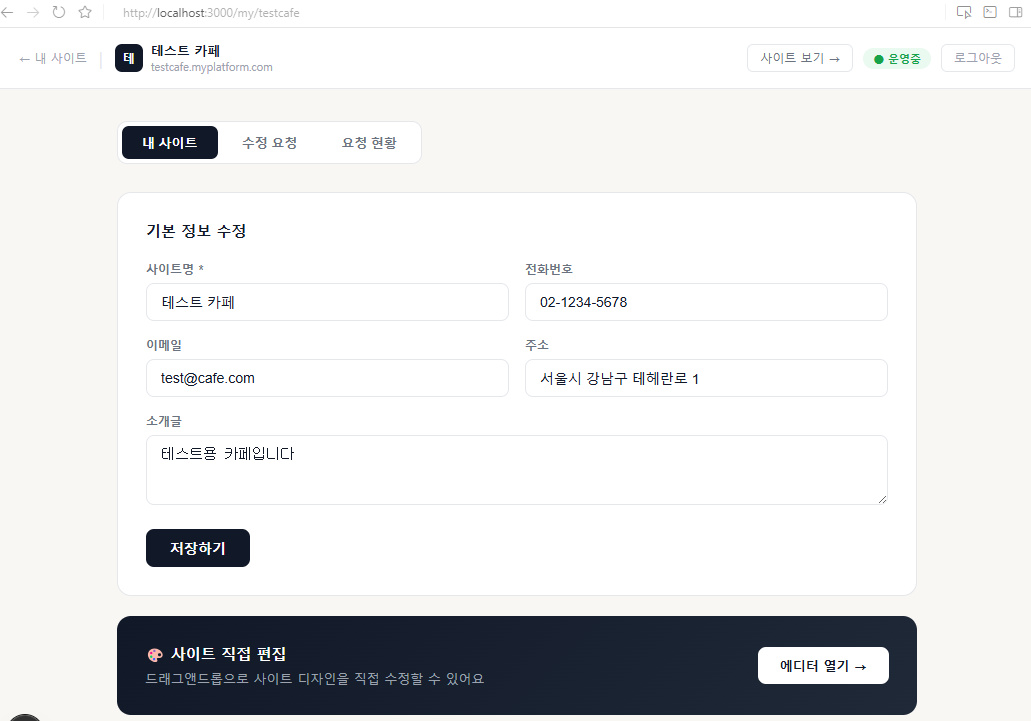 http://localhost:3000/my/testcafe
← 내 사이트
테
테스트 카페
testcafe.myplatform.com
사이트 보기 →
운영중
로그아웃
내 사이트
수정 요청
요청 현황
기본 정보 수정
사이트명 *
전화번호
테스트 카페
02-1234-5678
이메일
주소
test@cafe.com
서울시 강남구 테헤란로 1
소개글
테스트용 카페입니다
저장하기
🎨 사이트 직접 편집
드래그앤드롭으로 사이트 디자인을 직접 수정할 수 있어요
에디터 열기 →